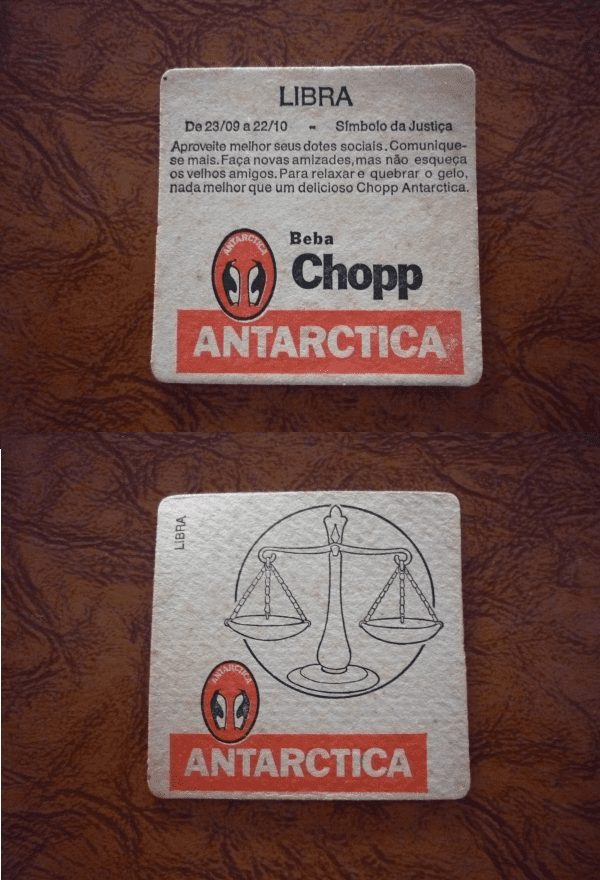 LIBRA
De 23/09 a 22/10 - Símbolo da Justiça
Aproveite melhor seus dotes sociais. Comunique-
se mais. Faça novas amizades, mas não esqueça
os velhos amigos. Para relaxar e quebrar o gelo,
nada melhor que um delicioso Chopp Antarctica.
ANTARCTICA
Beba
Chopp
ANTARCTICA
LIBRA
ANTARCTICA
ANTARCTICA